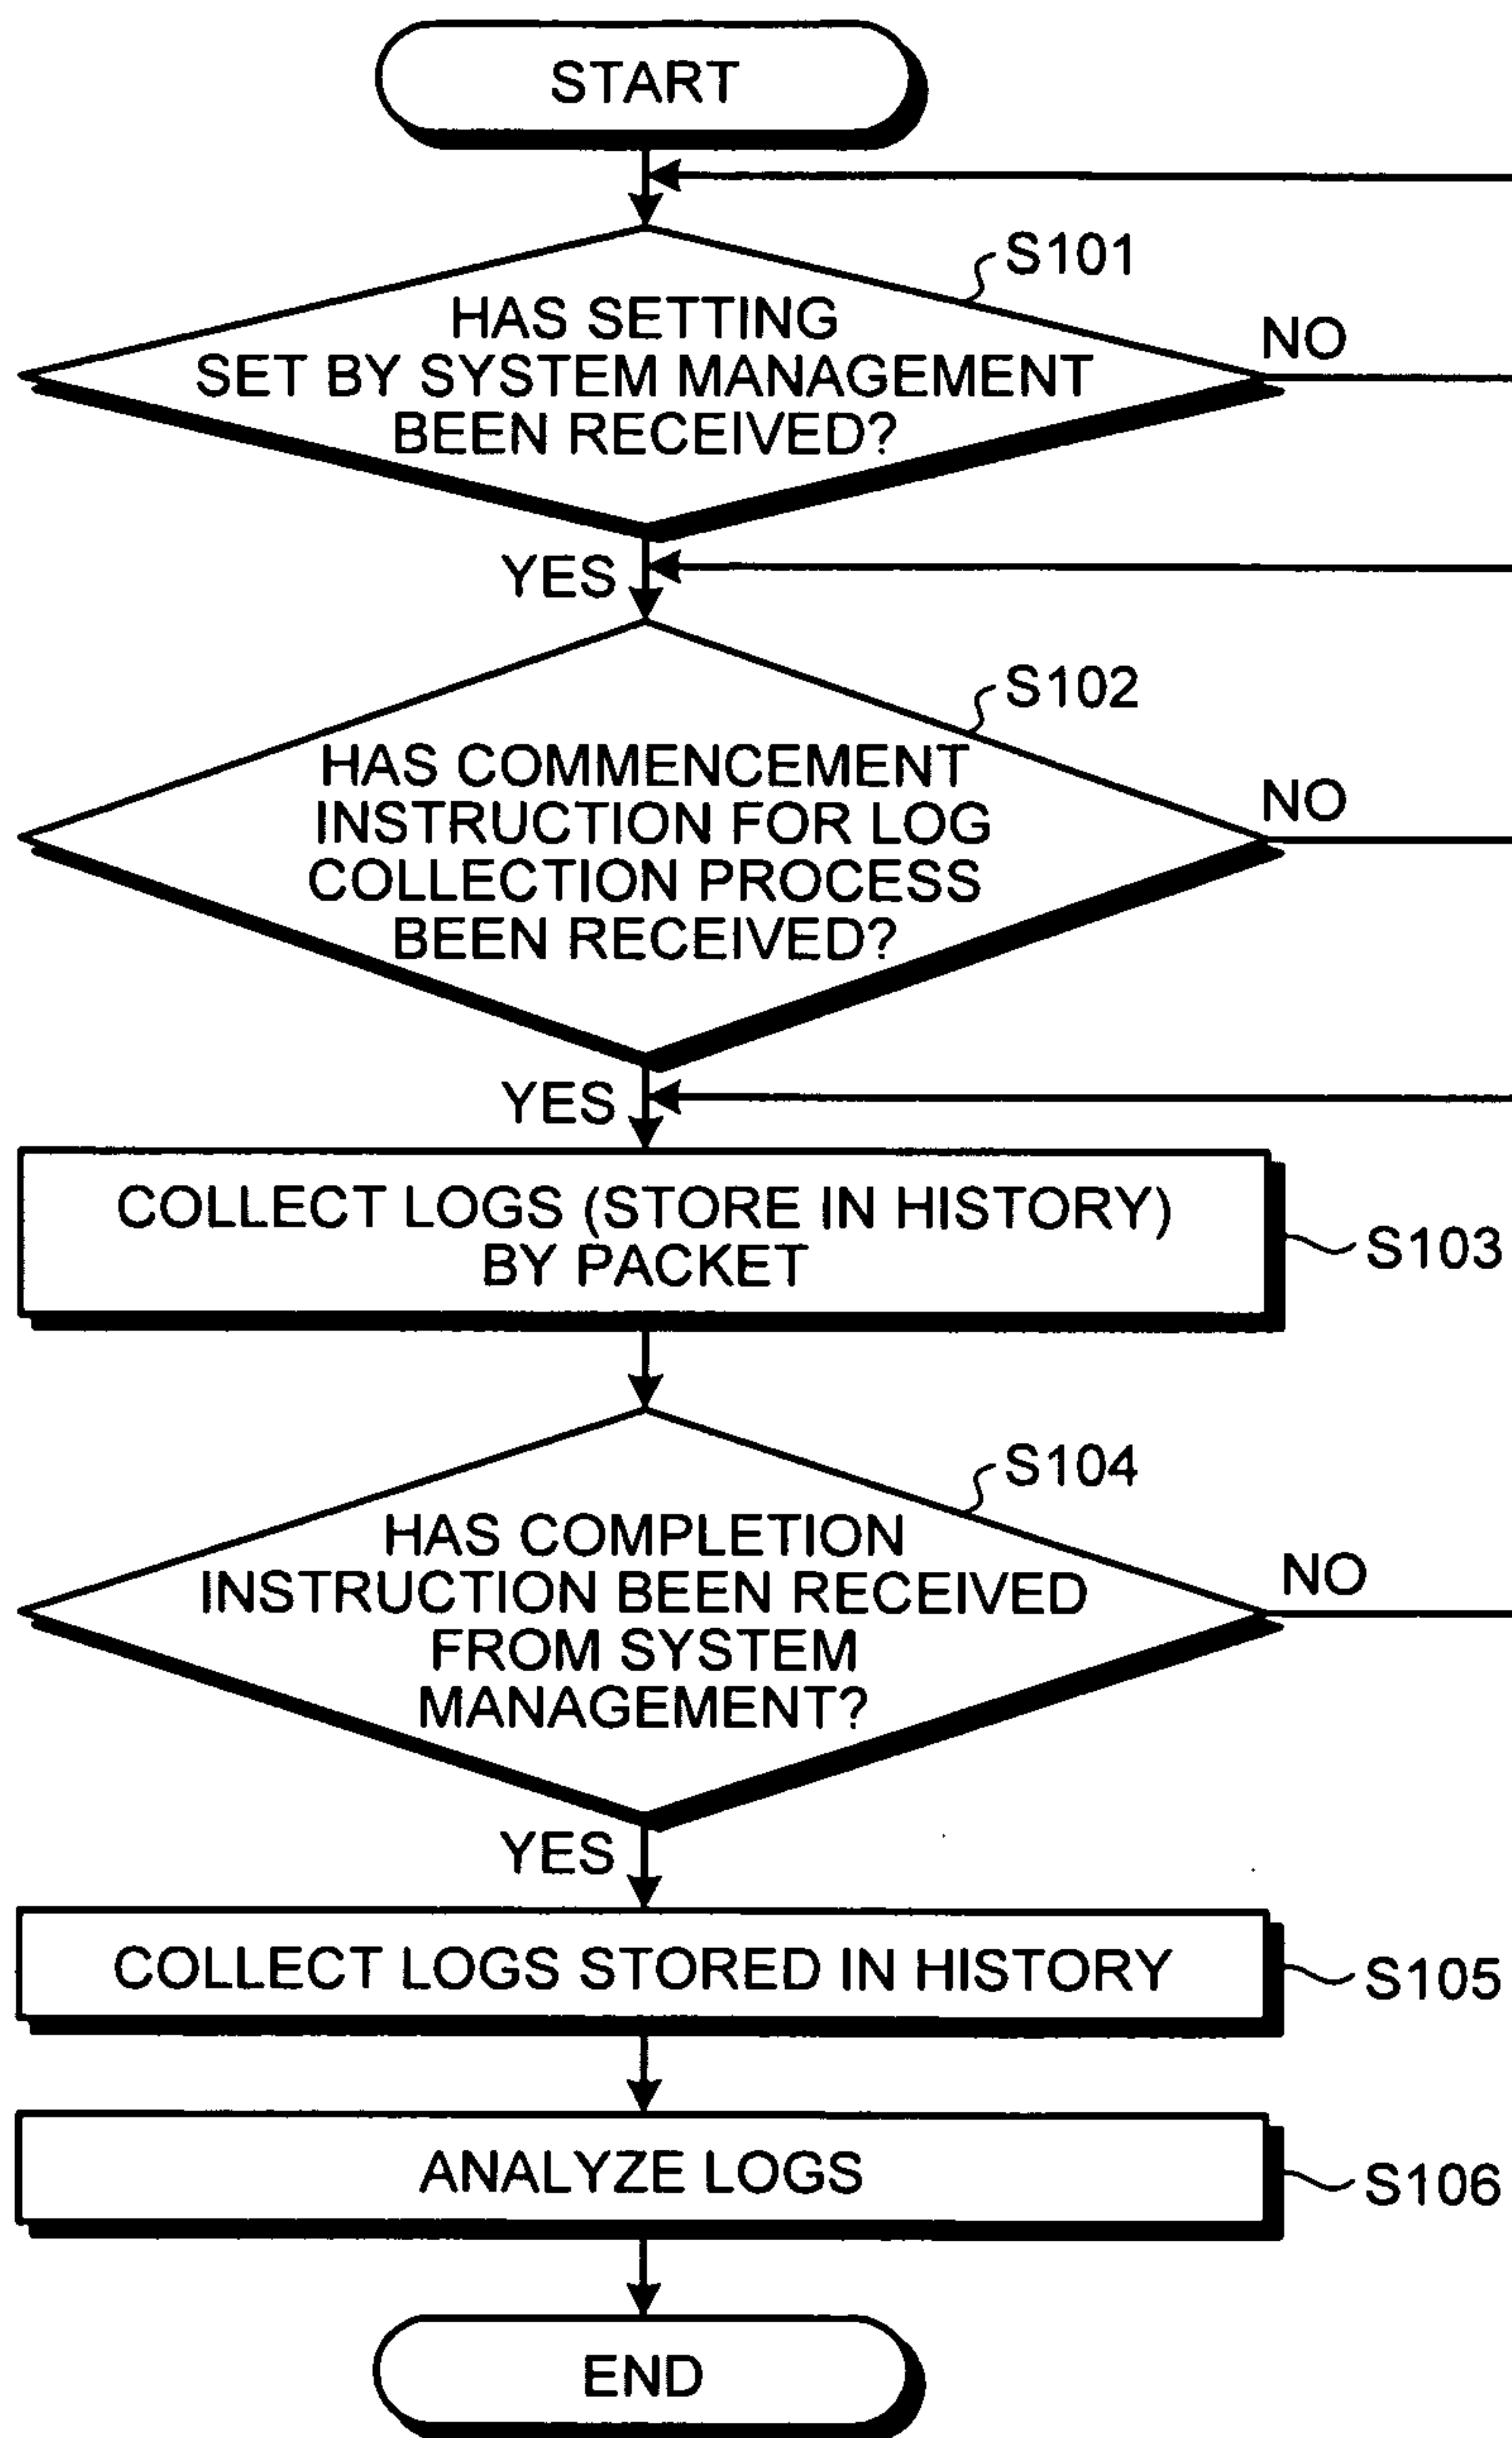 START
S101
HAS SETTING
SET BY SYSTEM MANAGEMENT
BEEN RECEIVED?
NO
YES
S102
HAS COMMENCEMENT
INSTRUCTION FOR LOG
COLLECTION PROCESS
BEEN RECEIVED?
NO
YES
COLLECT LOGS (STORE IN HISTORY)
BY PACKET
S103
S104
HAS COMPLETION
INSTRUCTION BEEN RECEIVED
FROM SYSTEM
MANAGEMENT?
NO
YES
COLLECT LOGS STORED IN HISTORY
S105
ANALYZE LOGS
S106
END